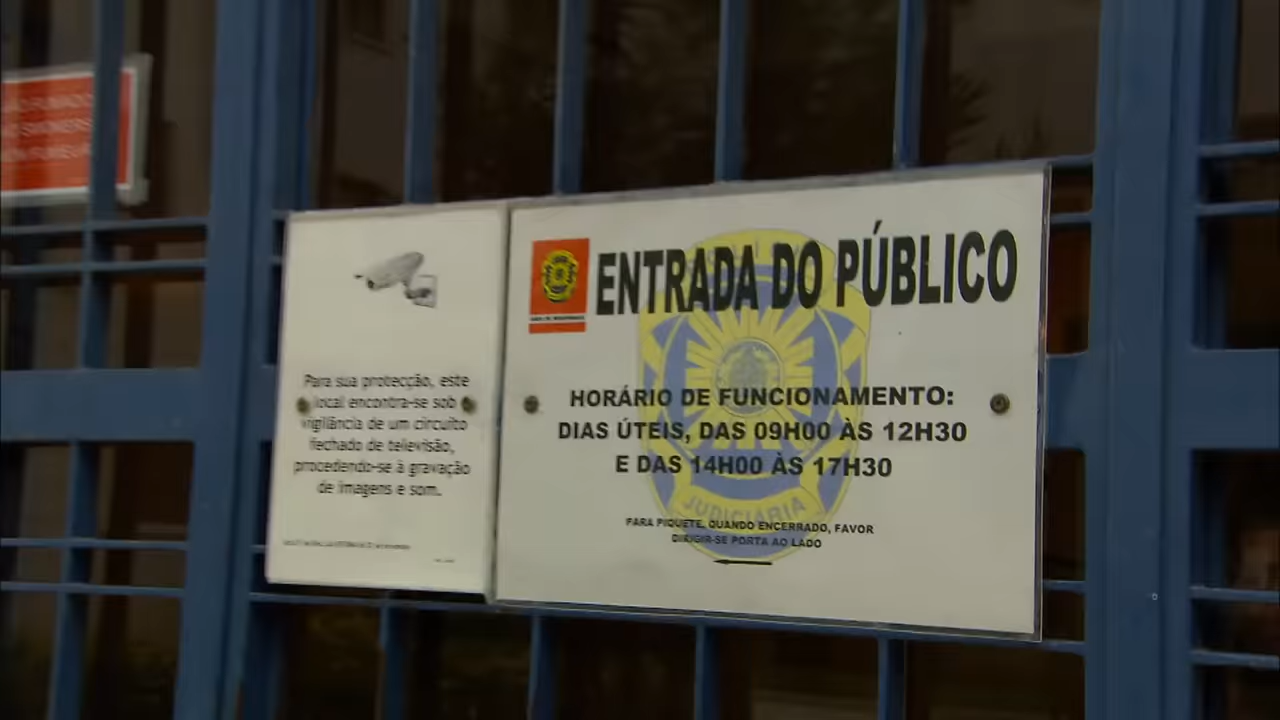 ENTRADA DO PÚBLICO
HORÁRIO DE FUNCIONAMENTO:
DIAS ÚTEIS, DAS 09H00 ÀS 12H30
E DAS 14H00 ÀS 17H30
JUDICIÁRIA
PARA PIQUETE, QUANDO ENCERRADO, FAVOR
DIRIGIR-SE PORTA AO LADO
Para sua protecção, este
local encontra-se sob
vigilância de um circuito
fechado de televisão,
procedendo-se à gravação
de imagens e som.